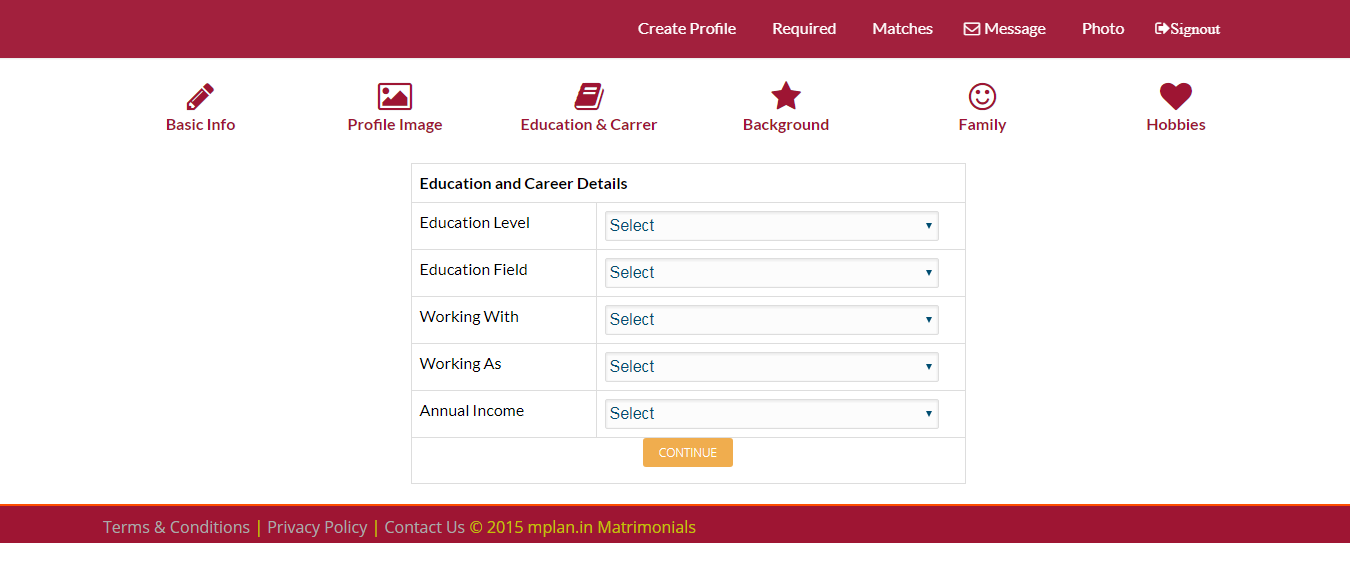 Create Profile Required Matches Message Photo Signout
Basic Info Profile Image Education & Carrer Background Family Hobbies
Education and Career Details
Education Level Select
Education Field Select
Working With Select
Working As Select
Annual Income Select
CONTINUE
Terms & Conditions | Privacy Policy | Contact Us © 2015 mplan.in Matrimonials